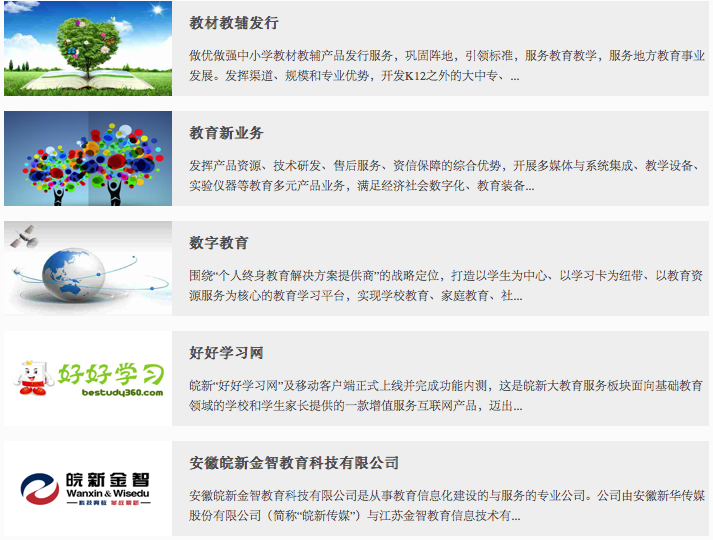 教材教辅发行
做优做强中小学教材教辅产品发行服务，巩固阵地，引领标准，服务教育教学，服务地方教育事业
发展。发挥渠道、规模和专业优势，开发K12之外的大中专、...
教育新业务
发挥产品资源、技术研发、售后服务、资信保障的综合优势，开展多媒体与系统集成、教学设备、
实验仪器等教育多元产品业务，满足经济社会数字化、教育装备...
数字教育
围绕“个人终身教育解决方案提供商”的战略定位，打造以学生为中心、以学习卡为纽带、以教育资
源服务为核心的教育学习平台，实现学校教育、家庭教育、社...
好好学习
bestudy360.com
好好学习网
皖新“好好学习网”及移动客户端正式上线并完成功能内测，这是皖新大教育服务板块面向基础教育
领域的学校和学生家长提供的一款增值服务互联网产品，迈出...
皖新金智
Wanxin & Wisedu
安徽皖新金智教育科技有限公司
安徽皖新金智教育科技有限公司是从事教育信息化建设的与服务的专业公司。公司由安徽新华传媒
股份有限公司（简称“皖新传媒”）与江苏金智教育信息技术有...